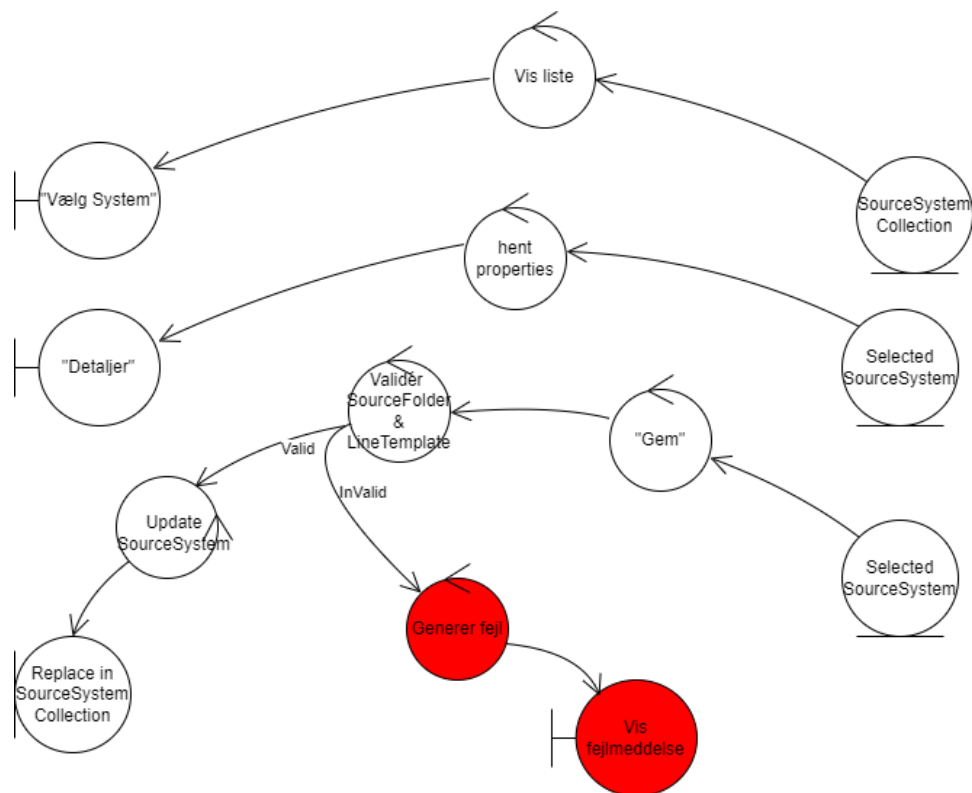 Vis liste
"Vælg System"
SourceSystem
Collection
hent
properties
"Detaljer"
Selected
SourceSystem
Valider
SourceFolder
&
LineTemplate
"Gem"
Valid
InValid
Update
SourceSystem
Selected
SourceSystem
Generer fejl
Replace in
SourceSystem
Collection
Vis
fejlmeddelse